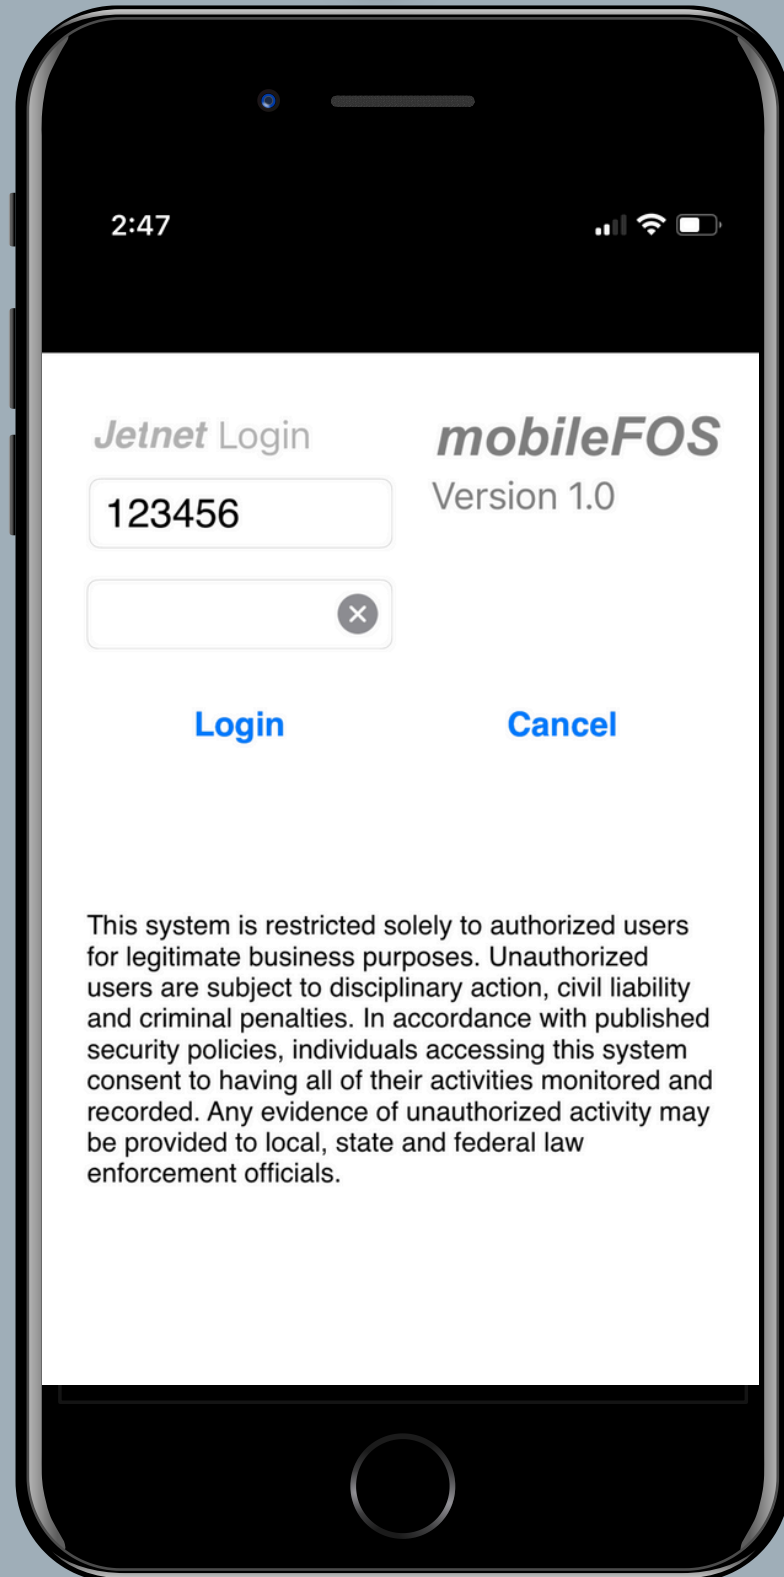 2:47
Jetnet Login
mobileFOS
123456
Version 1.0
Login
Cancel
This system is restricted solely to authorized users
for legitimate business purposes. Unauthorized
users are subject to disciplinary action, civil liability
and criminal penalties. In accordance with published
security policies, individuals accessing this system
consent to having all of their activities monitored and
recorded. Any evidence of unauthorized activity may
be provided to local, state and federal law
enforcement officials.